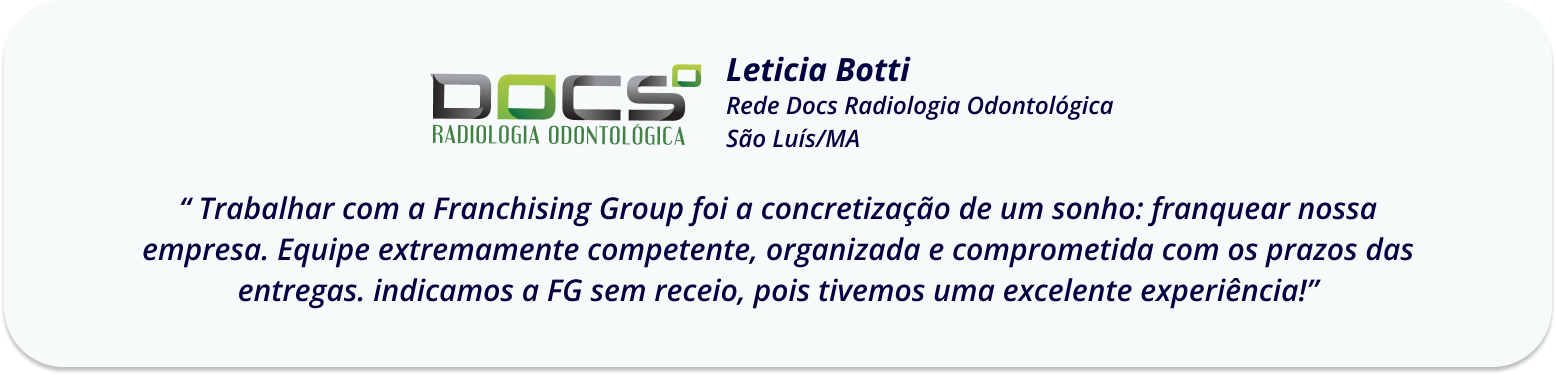 DOCS
RADIOLOGIA ODONTOLÓGICA
Leticia Botti
Rede Docs Radiologia Odontológica
São Luís/MA
“ Trabalhar com a Franchising Group foi a concretização de um sonho: franquear nossa
empresa. Equipe extremamente competente, organizada e comprometida com os prazos das
entregas. indicamos a FG sem receio, pois tivemos uma excelente experiência!”